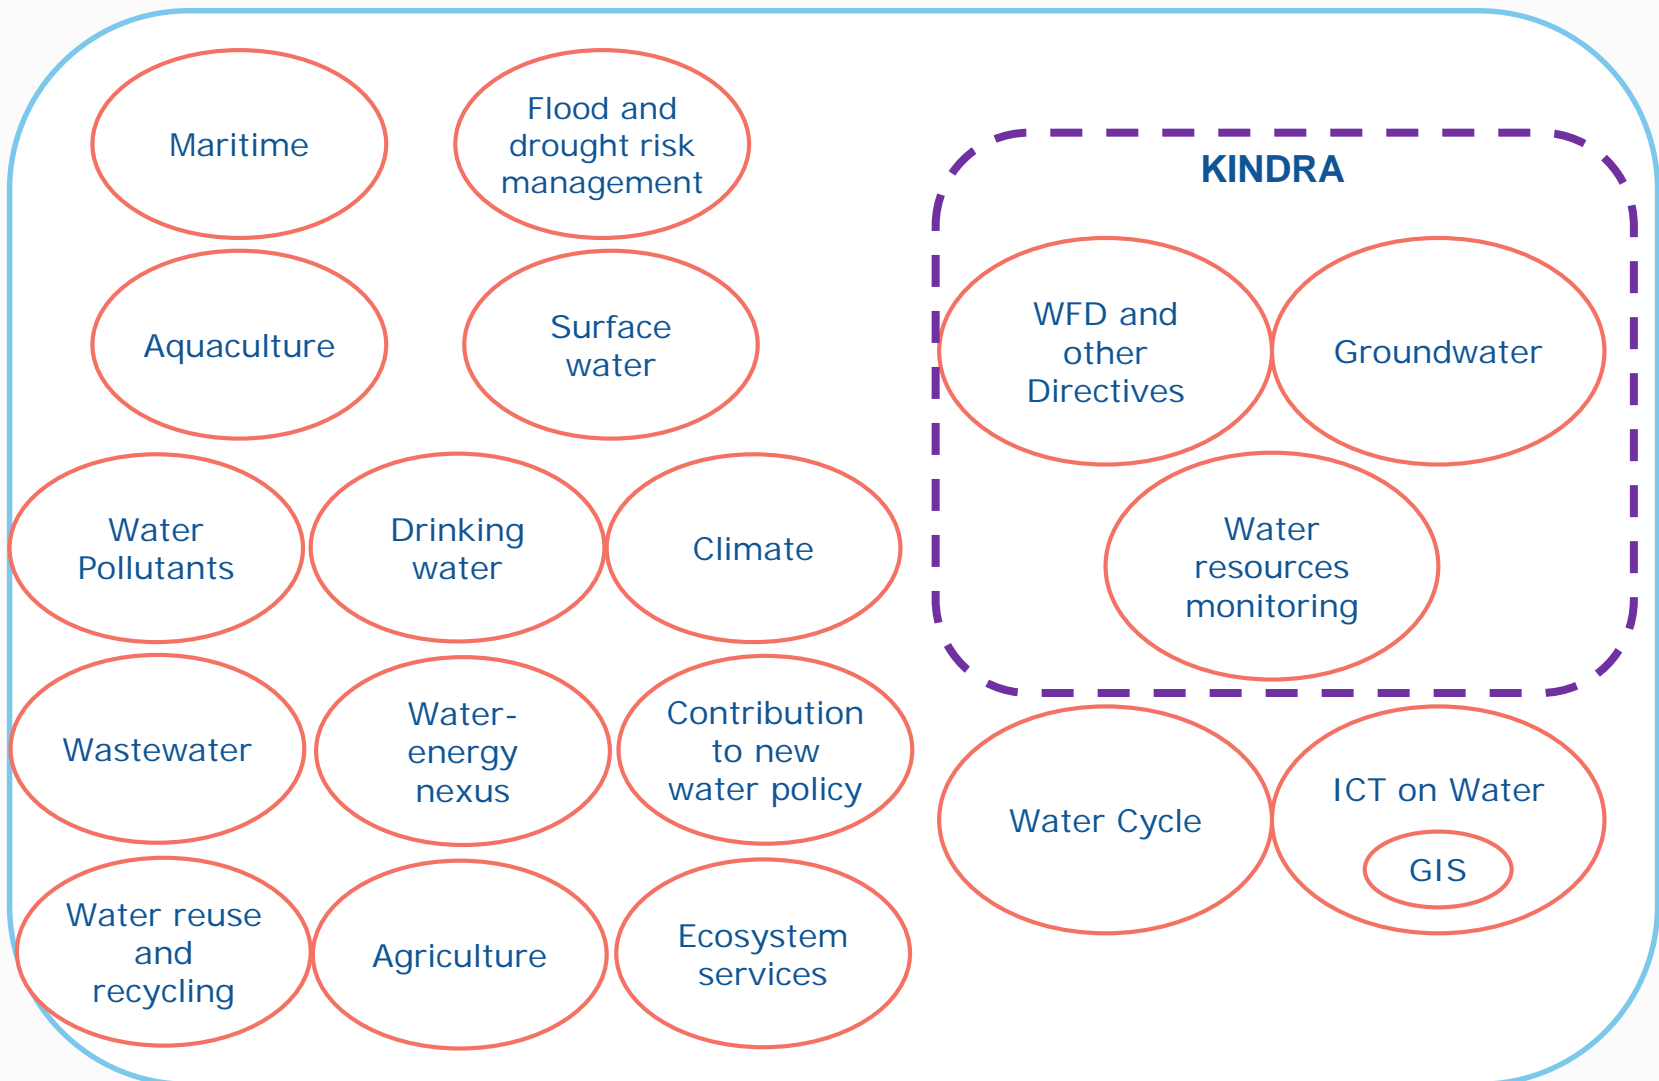 Maritime
Flood and
drought risk
management
KINDRA
Aquaculture
Surface
water
WFD and
other
Directives
Groundwater
Water
Pollutants
Drinking
water
Climate
Water
resources
monitoring
Wastewater
Water-
energy
nexus
Contribution
to new
water policy
Water Cycle
ICT on Water
GIS
Water reuse
and
recycling
Agriculture
Ecosystem
services